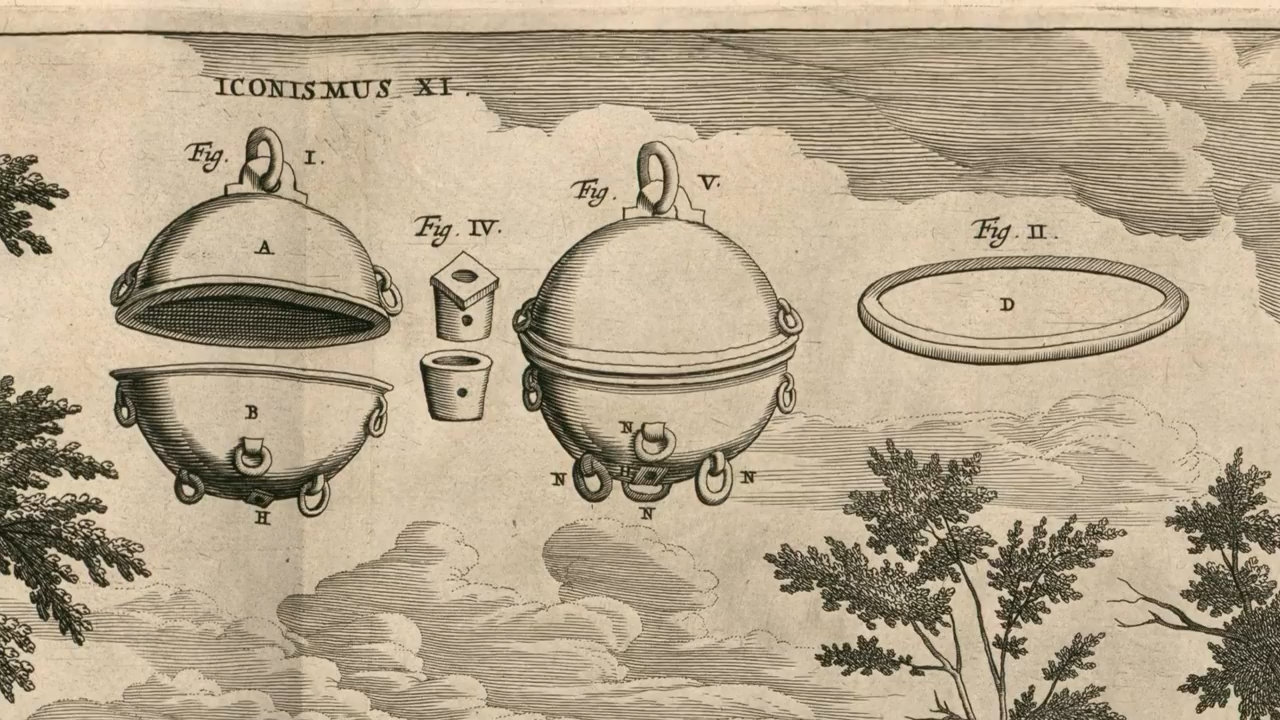 ICONISMUS XI.
Fig. I.
A
B
H
Fig. IV.
Fig. V.
N
H
N
N
N
Fig. II.
D